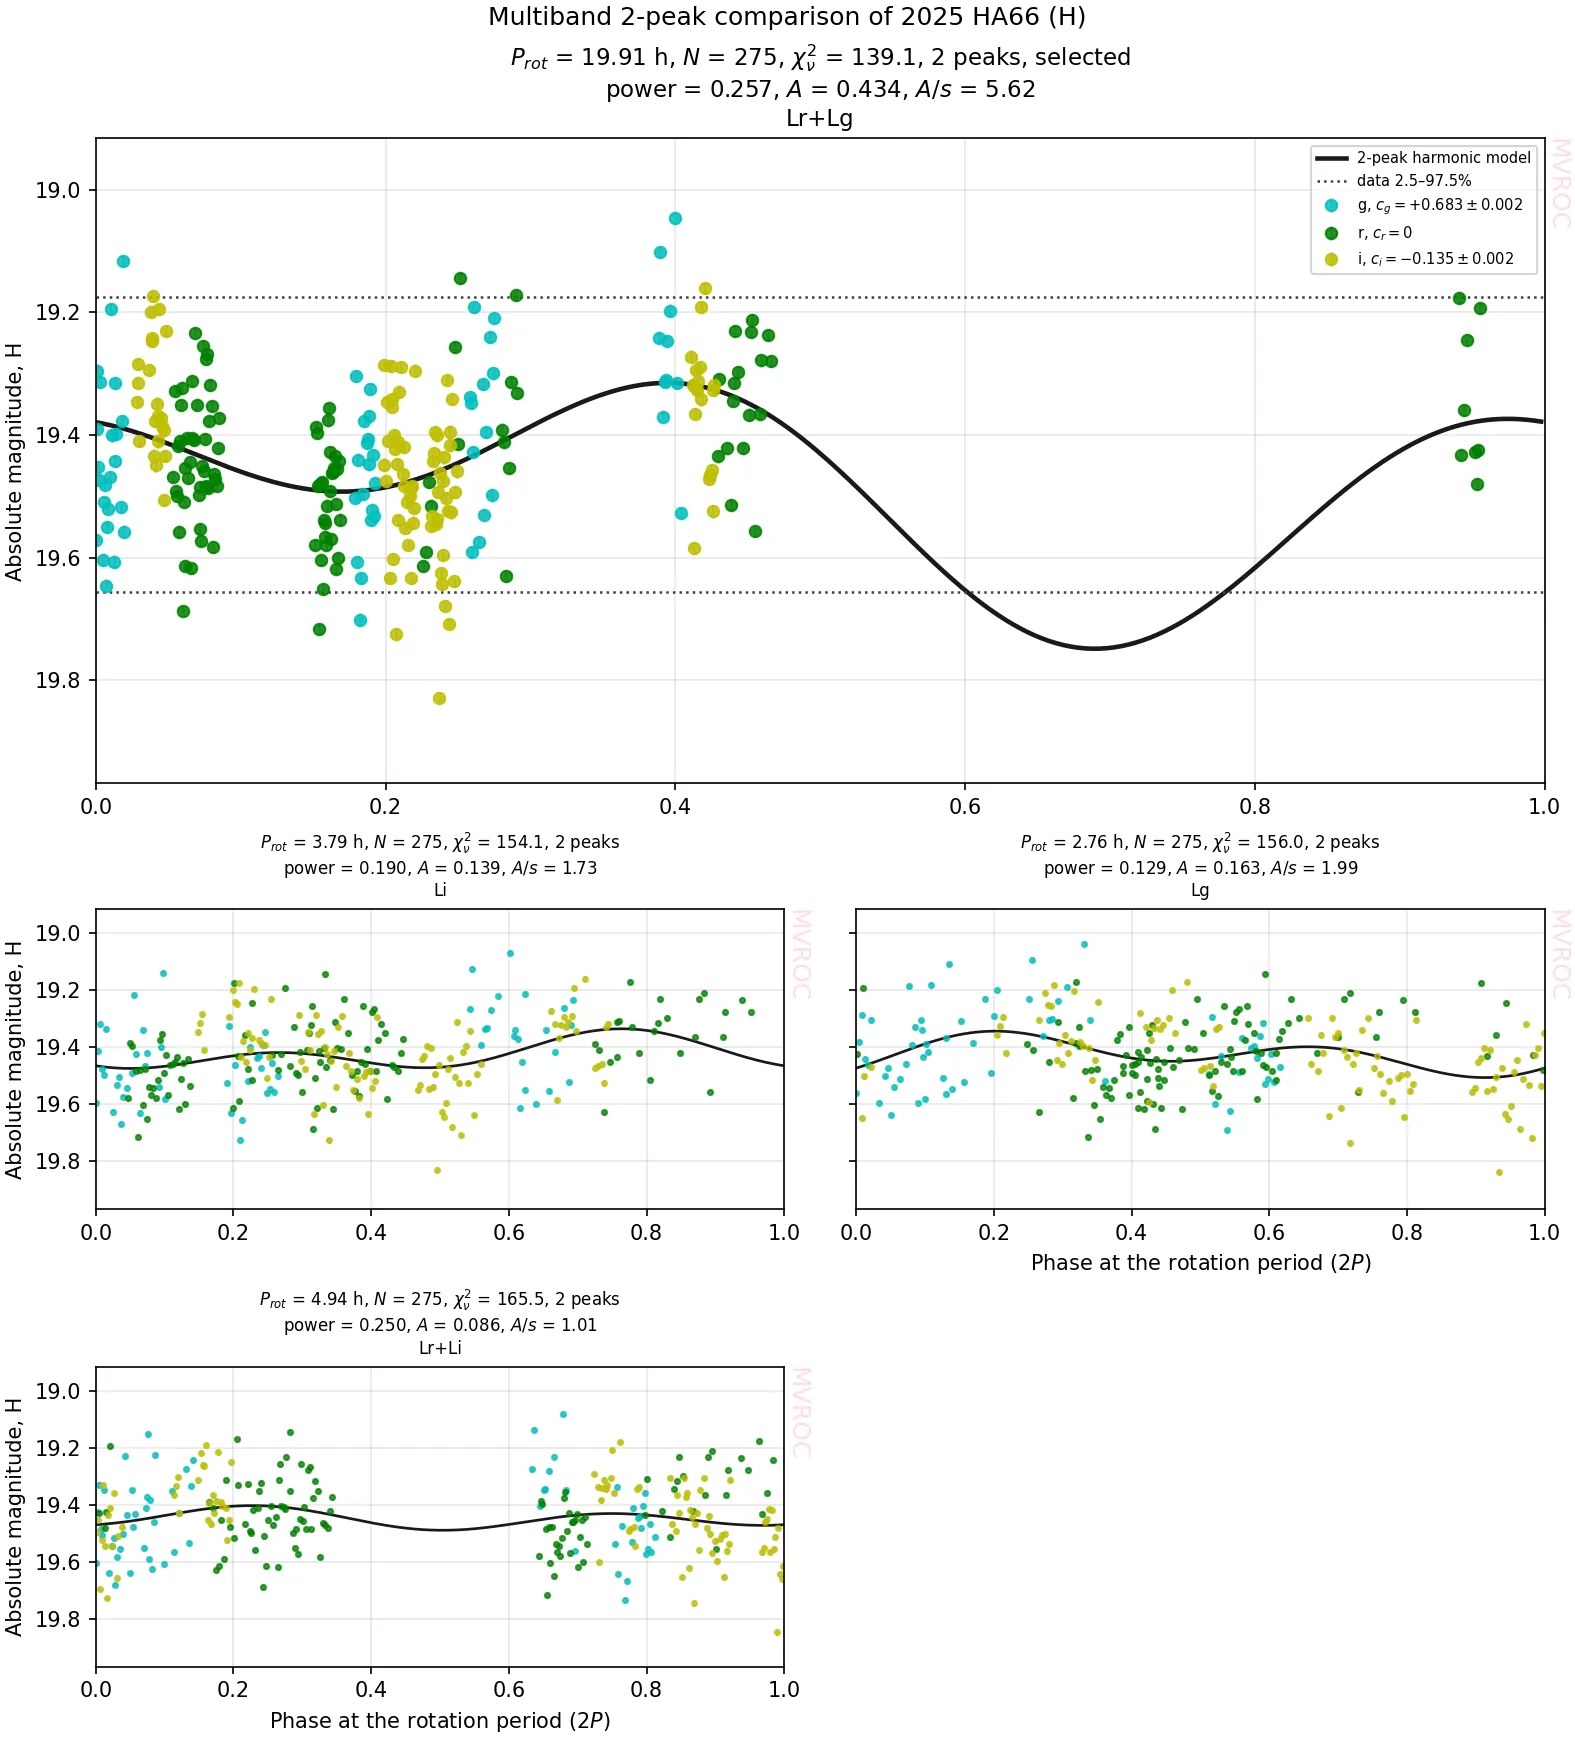 Multiband 2-peak comparison of 2025 HA66 (H)
P_rot = 19.91 h, N = 275, χ²_ν = 139.1, 2 peaks, selected
power = 0.257, A = 0.434, A/s = 5.62
Lr+Lg
2-peak harmonic model
data 2.5–97.5%
g, c_g = +0.683 ± 0.002
r, c_r = 0
i, c_i = −0.135 ± 0.002
MVROC
Absolute magnitude, H
19.0
19.2
19.4
19.6
19.8
0.0 0.2 0.4 0.6 0.8 1.0
P_rot = 3.79 h, N = 275, χ²_ν = 154.1, 2 peaks
power = 0.190, A = 0.139, A/s = 1.73
Li
MVROC
Absolute magnitude, H
19.0
19.2
19.4
19.6
19.8
0.0 0.2 0.4 0.6 0.8 1.0
P_rot = 2.76 h, N = 275, χ²_ν = 156.0, 2 peaks
power = 0.129, A = 0.163, A/s = 1.99
Lg
MVROC
0.0 0.2 0.4 0.6 0.8 1.0
Phase at the rotation period (2P)
P_rot = 4.94 h, N = 275, χ²_ν = 165.5, 2 peaks
power = 0.250, A = 0.086, A/s = 1.01
Lr+Li
MVROC
Absolute magnitude, H
19.0
19.2
19.4
19.6
19.8
0.0 0.2 0.4 0.6 0.8 1.0
Phase at the rotation period (2P)